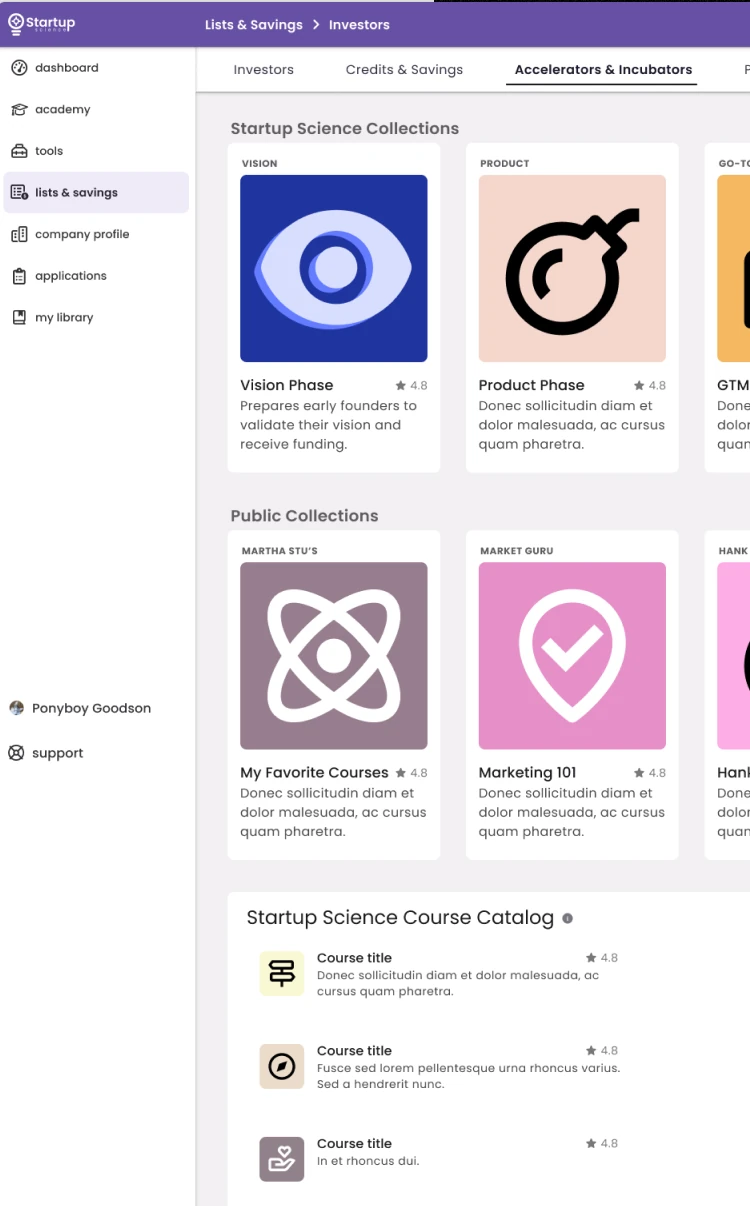 Startup
SCIENCE
Lists & Savings > Investors
dashboard
academy
tools
lists & savings
company profile
applications
my library
Ponyboy Goodson
support
Investors
Credits & Savings
Accelerators & Incubators
P
Startup Science Collections
VISION
Vision Phase
4.8
Prepares early founders to
validate their vision and
receive funding.
PRODUCT
Product Phase
4.8
Donec sollicitudin diam et
dolor malesuada, ac cursus
quam pharetra.
GO-TO
GTM
Done
dolor
quan
Public Collections
MARTHA STU'S
My Favorite Courses
4.8
Donec sollicitudin diam et
dolor malesuada, ac cursus
quam pharetra.
MARKET GURU
Marketing 101
4.8
Donec sollicitudin diam et
dolor malesuada, ac cursus
quam pharetra.
HANK
Hank
Done
dolor
quan
Startup Science Course Catalog
Course title
4.8
Donec sollicitudin diam et dolor malesuada, ac
cursus quam pharetra.
Course title
4.8
Fusce sed lorem pellentesque urna rhoncus varius.
Sed a hendrerit nunc.
Course title
4.8
In et rhoncus dui.